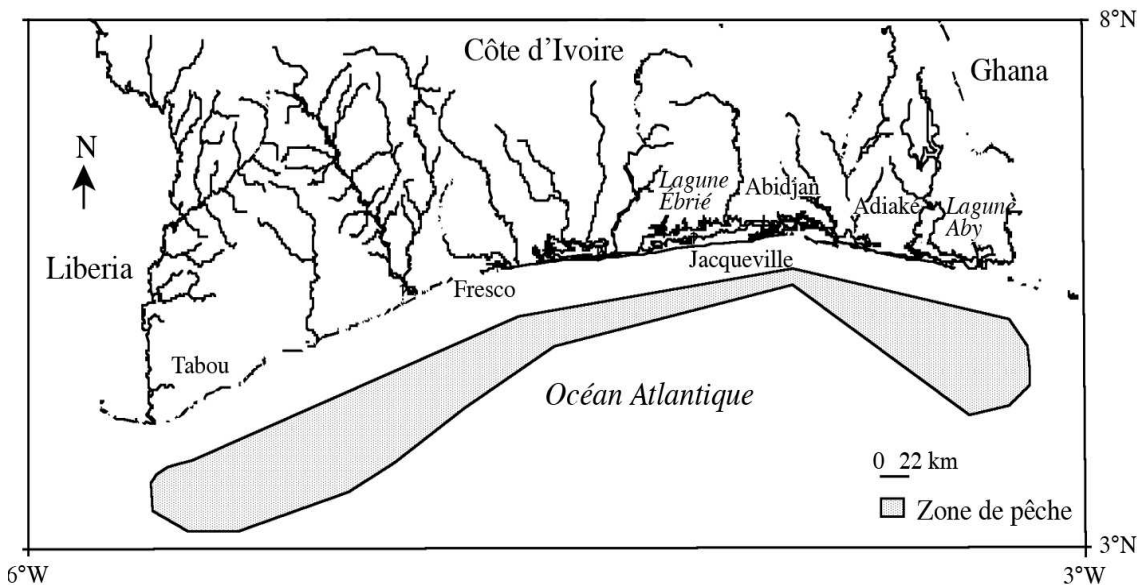 8°N
Côte d'Ivoire
Ghana
N
Lagune
Ébrié
Abidjan
Adiaké
Lagune
Aby
Liberia
Jacqueville
Fresco
Tabou
Océan Atlantique
0 22 km
Zone de pêche
3°N
6°W
3°W